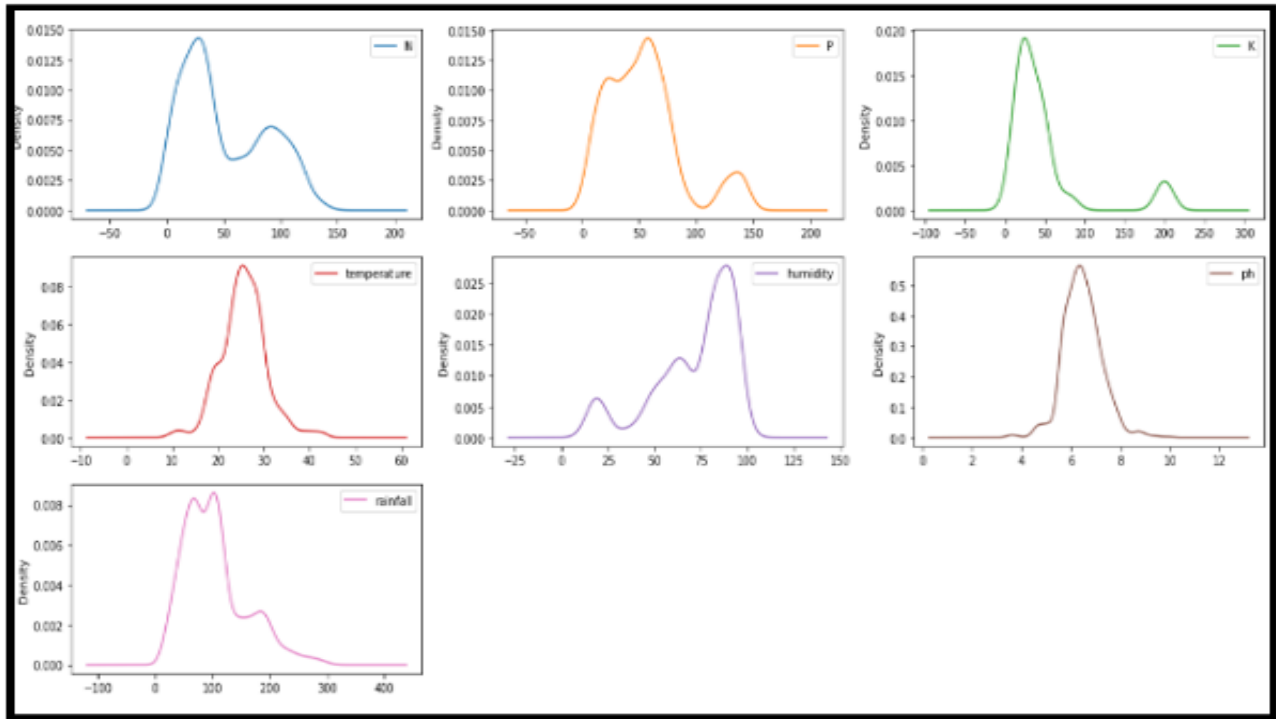 N
P
K
0.0150
0.0125
0.0100
0.0075
0.0050
0.0025
0.0000
Density
−50 0 50 100 150 200
0.0150
0.0125
0.0100
0.0075
0.0050
0.0025
0.0000
Density
−50 0 50 100 150 200
0.020
0.015
0.010
0.005
0.000
Density
−100 −50 0 50 100 150 200 250 300
temperature
0.08
0.06
0.04
0.02
0.00
Density
−10 0 10 20 30 40 50 60
humidity
0.025
0.020
0.015
0.010
0.005
0.000
Density
−25 0 25 50 75 100 125 150
ph
0.5
0.4
0.3
0.2
0.1
0.0
Density
0 2 4 6 8 10 12
rainfall
0.008
0.006
0.004
0.002
0.000
Density
−100 0 100 200 300 400